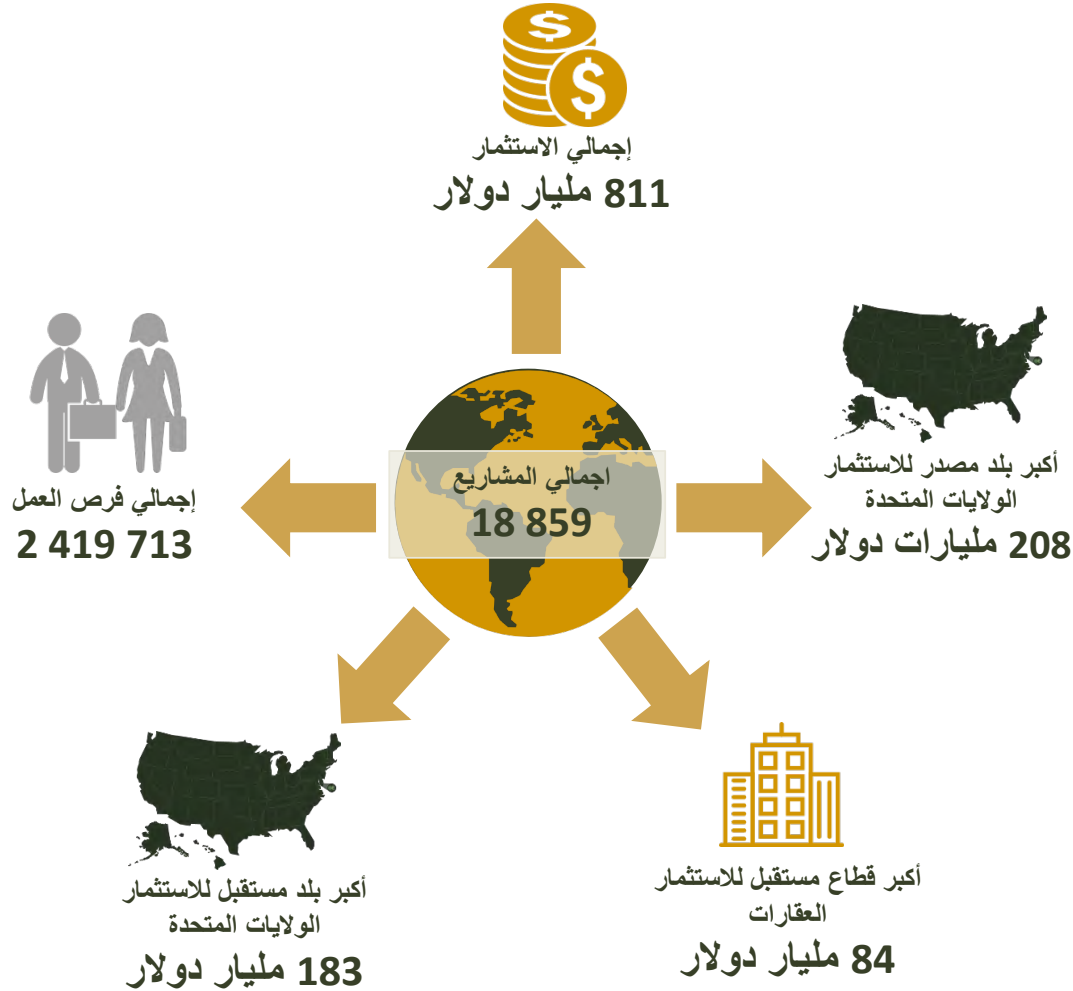 إجمالي الاستثمار
811 مليار دولار
أكبر بلد مصدر للاستثمار
الولايات المتحدة
208 مليارات دولار
اجمالي المشاريع
18 859
إجمالي فرص العمل
2 419 713
أكبر قطاع مستقبل للاستثمار
العقارات
84 مليار دولار
أكبر بلد مستقبل للاستثمار
الولايات المتحدة
183 مليار دولار